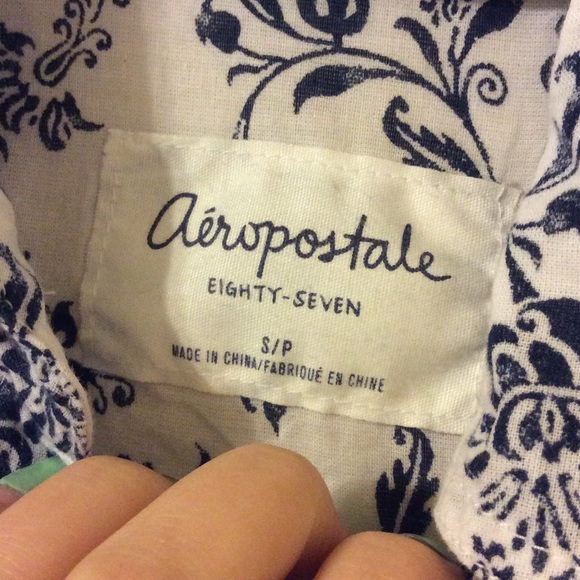 aéropostale
EIGHTY-SEVEN
S/P
MADE IN CHINA/FABRIQUÉ EN CHINE